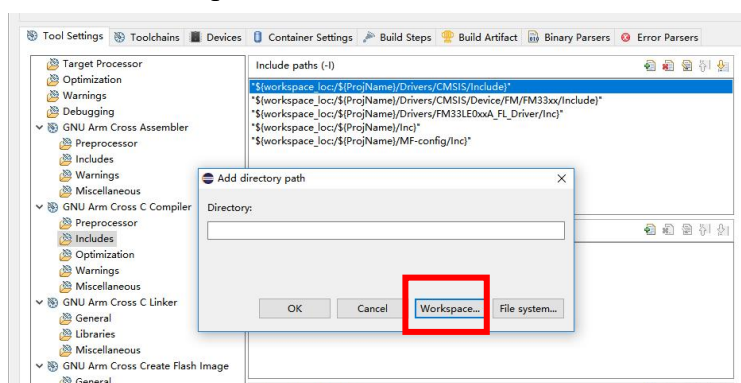 Tool Settings Toolchains Devices Container Settings Build Steps Build Artifact Binary Parsers Error Parsers
Target Processor
Optimization
Warnings
Debugging
GNU Arm Cross Assembler
Preprocessor
Includes
Warnings
Miscellaneous
GNU Arm Cross C Compiler
Preprocessor
Includes
Optimization
Warnings
Miscellaneous
GNU Arm Cross C Linker
General
Libraries
Miscellaneous
GNU Arm Cross Create Flash Image
General
Include paths (-I)
"${workspace_loc:/${ProjName}/Drivers/CMSIS/Include}"
"${workspace_loc:/${ProjName}/Drivers/CMSIS/Device/FM/FM33xx/Include}"
"${workspace_loc:/${ProjName}/Drivers/FM33LE0xxA_FL_Driver/Inc}"
"${workspace_loc:/${ProjName}/Inc}"
"${workspace_loc:/${ProjName}/MF-config/Inc}"
Add directory path
Directory:
OK Cancel Workspace... File system...